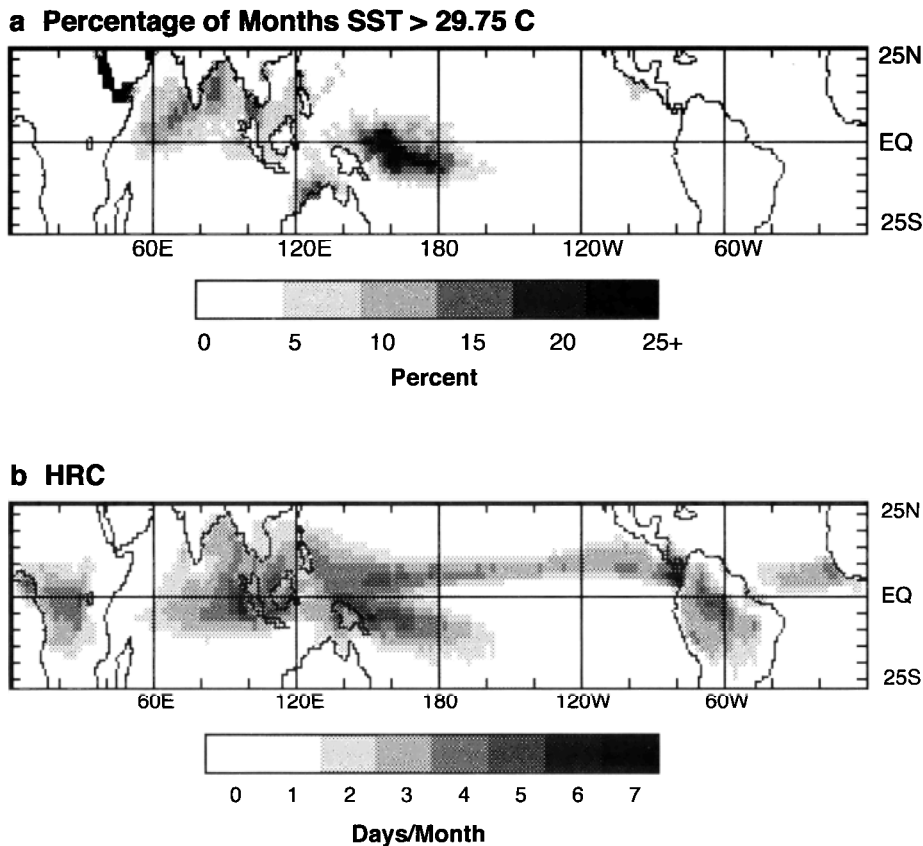 a Percentage of Months SST > 29.75 C
25N
EQ
25S
60E 120E 180 120W 60W
0 5 10 15 20 25+
Percent
b HRC
25N
EQ
25S
60E 120E 180 120W 60W
0 1 2 3 4 5 6 7
Days/Month